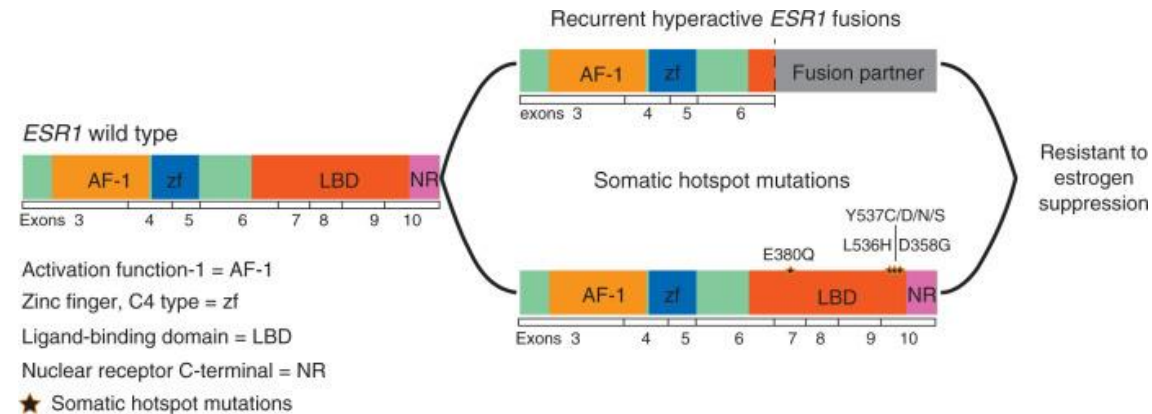 Recurrent hyperactive ESR1 fusions
AF-1 zf Fusion partner
exons 3 4 5 6
ESR1 wild type
AF-1 zf LBD NR
Exons 3 4 5 6 7 8 9 10
Activation function-1 = AF-1
Zinc finger, C4 type = zf
Ligand-binding domain = LBD
Nuclear receptor C-terminal = NR
Somatic hotspot mutations
Somatic hotspot mutations
Y537C/D/N/S
L536H D358G
E380Q
AF-1 zf LBD NR
Exons 3 4 5 6 7 8 9 10
Resistant to
estrogen
suppression